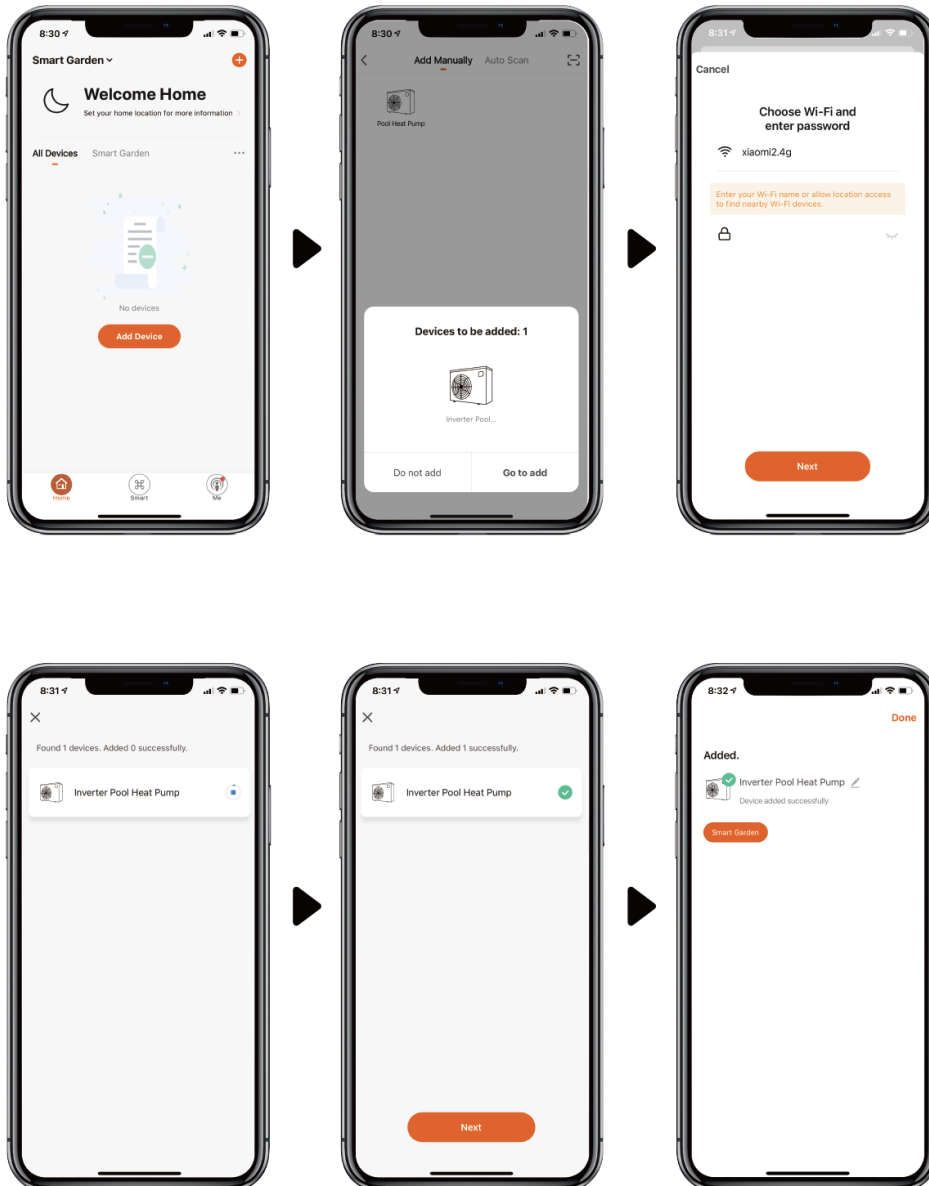 8:30
Smart Garden
Welcome Home
Set your home location for more information
All Devices Smart Garden
No devices
Add Device
Home Smart Me
8:30
Add Manually Auto Scan
Pool Heat Pump
Devices to be added: 1
Inverter Pool...
Do not add Go to add
8:31
Cancel
Choose Wi-Fi and
enter password
xiaomi2.4g
Enter your Wi-Fi name or allow location access
to find nearby Wi-Fi devices.
Next
8:31
Found 1 devices. Added 0 successfully.
Inverter Pool Heat Pump
8:31
Found 1 devices. Added 1 successfully.
Inverter Pool Heat Pump
Next
8:32
Done
Added.
Inverter Pool Heat Pump
Device added successfully
Smart Garden